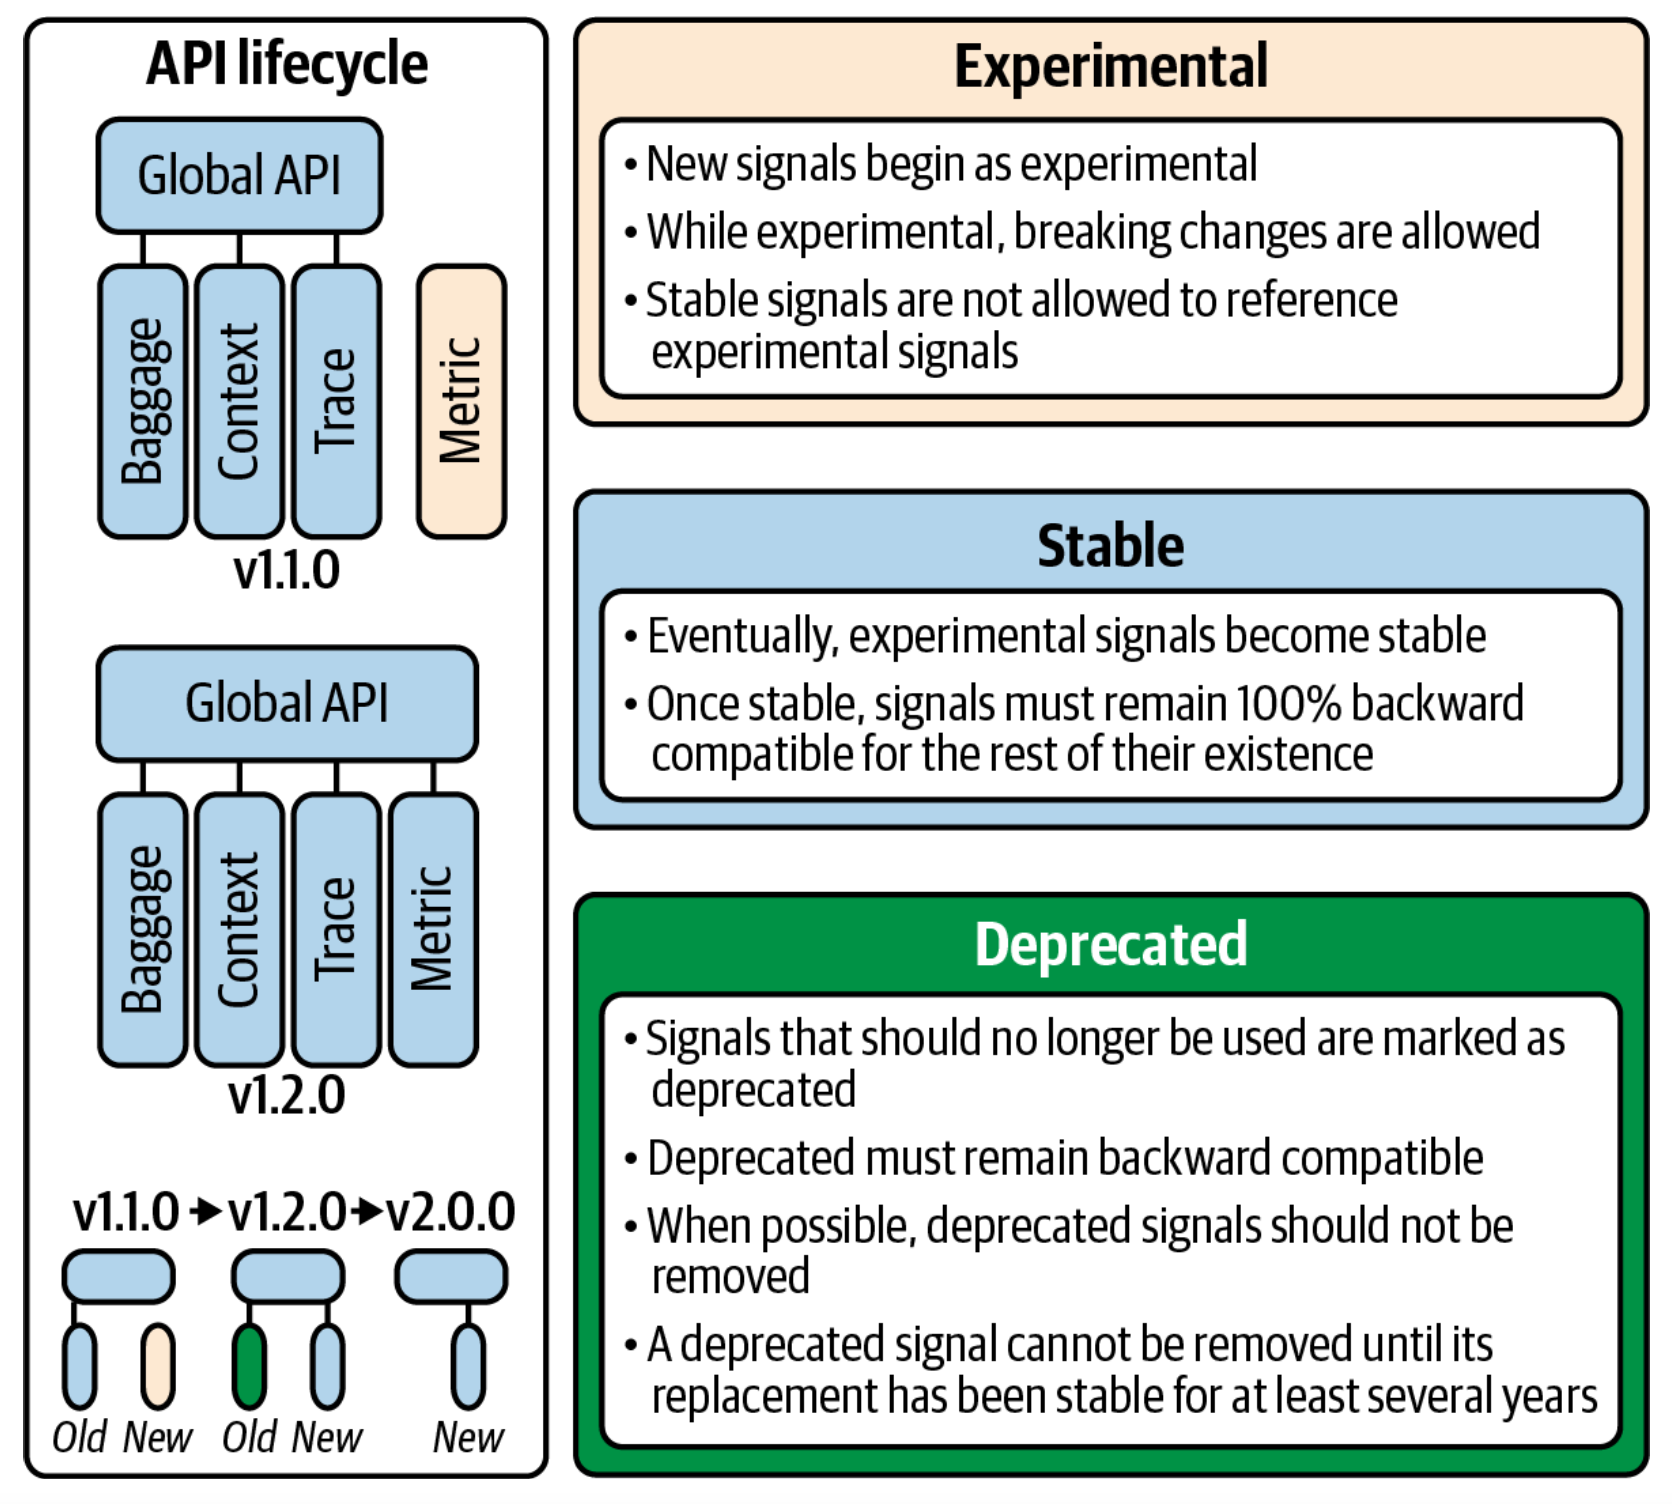 API lifecycle
Global API
Baggage
Context
Trace
Metric
v1.1.0
Global API
Baggage
Context
Trace
Metric
v1.2.0
v1.1.0 → v1.2.0 → v2.0.0
Old New Old New New
Experimental
• New signals begin as experimental
• While experimental, breaking changes are allowed
• Stable signals are not allowed to reference
experimental signals
Stable
• Eventually, experimental signals become stable
• Once stable, signals must remain 100% backward
compatible for the rest of their existence
Deprecated
• Signals that should no longer be used are marked as
deprecated
• Deprecated must remain backward compatible
• When possible, deprecated signals should not be
removed
• A deprecated signal cannot be removed until its
replacement has been stable for at least several years